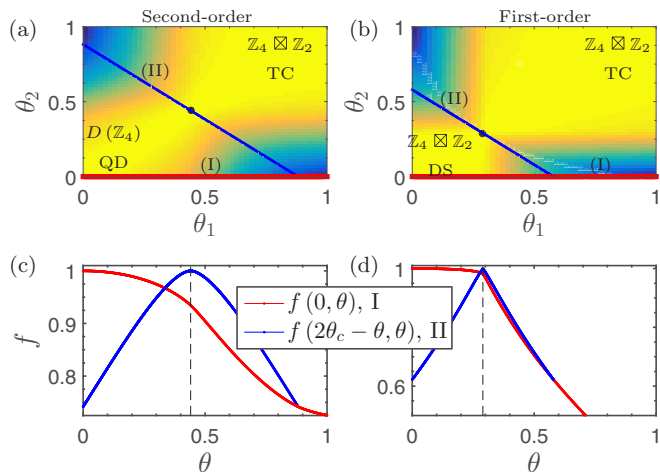 Second-order
First-order
(a)
(b)
1
0.5
0
θ₂
ℤ₄ ⊠ ℤ₂
TC
(II)
D (ℤ₄)
QD
(I)
0
0.5
1
θ₁
1
0.5
0
θ₂
ℤ₄ ⊠ ℤ₂
TC
(II)
ℤ₄ ⊠ ℤ₂
DS
(I)
0
0.5
1
θ₁
(c)
(d)
1
0.9
0.8
f
0
0.5
1
θ
f (0, θ), I
f (2θ_c − θ, θ), II
1
0.6
0
0.5
1
θ